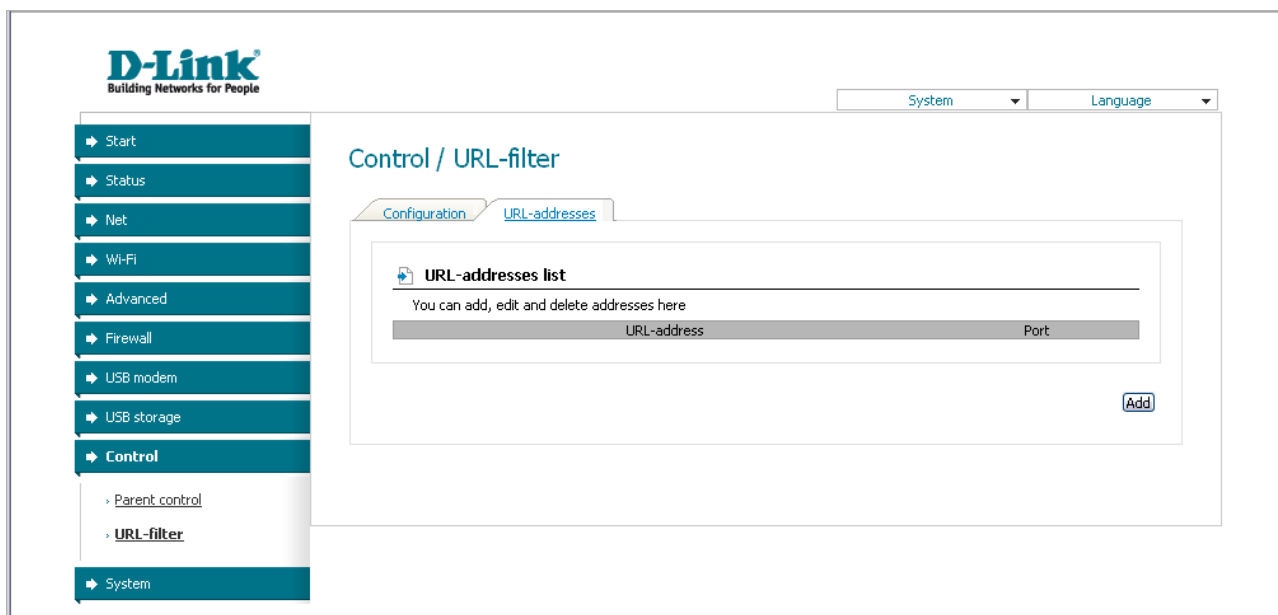 D-Link
Building Networks for People
System Language
Start
Status
Net
Wi-Fi
Advanced
Firewall
USB modem
USB storage
Control
Parent control
URL-filter
System
Control / URL-filter
Configuration URL-addresses
URL-addresses list
You can add, edit and delete addresses here
URL-address Port
Add